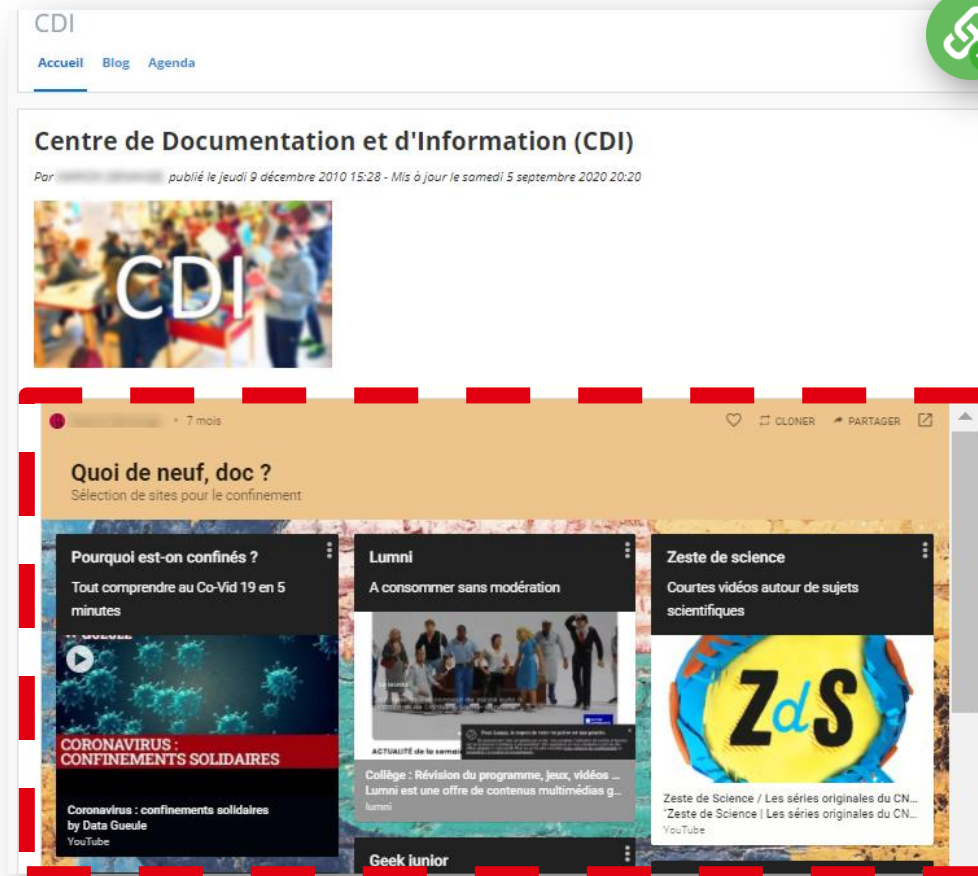 CDI
Accueil Blog Agenda
Centre de Documentation et d'Information (CDI)
Par publié le jeudi 9 décembre 2010 15:28 - Mis à jour le samedi 5 septembre 2020 20:20
CDI
• 7 mois
CLONER PARTAGER
Quoi de neuf, doc ?
Sélection de sites pour le confinement
Pourquoi est-on confinés ?
Tout comprendre au Co-Vid 19 en 5
minutes
GUEULE
CORONAVIRUS :
CONFINEMENTS SOLIDAIRES
Coronavirus : confinements solidaires
by Data Gueule
YouTube
Lumni
A consommer sans modération
ACTUALITÉ de la semai
Collège : Révision du programme, jeux, vidéos ...
Lumni est une offre de contenus multimédias g...
lumni
Geek junior
Zeste de science
Courtes vidéos autour de sujets
scientifiques
ZdS
Zeste de Science / Les séries originales du CN...
"Zeste de Science | Les séries originales du CN...
YouTube